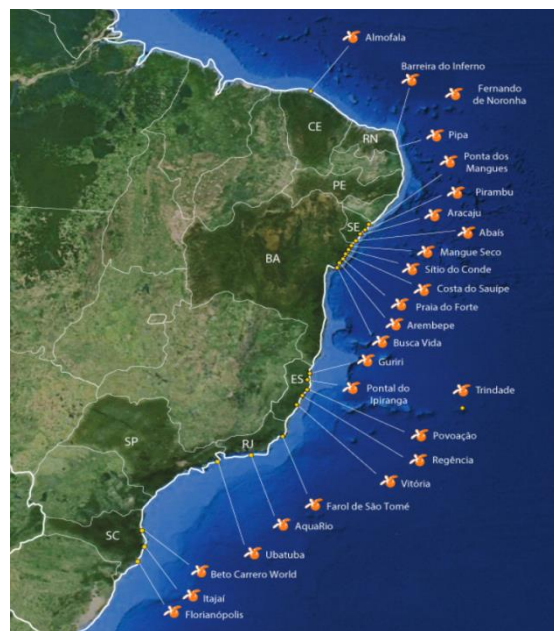 Almofala
Barreira do Inferno
Fernando
de Noronha
CE
RN
Pipa
Ponta dos
Mangues
PE
Pirambu
Aracaju
SE
Abaís
BA
Mangue Seco
Sítio do Conde
Costa do Sauípe
Praia do Forte
Arembepe
Busca Vida
Guriri
ES
Pontal do
Ipiranga
Trindade
SP
RJ
Povoação
Regência
Vitória
Farol de São Tomé
AquaRio
SC
Ubatuba
Beto Carrero World
Itajaí
Florianópolis